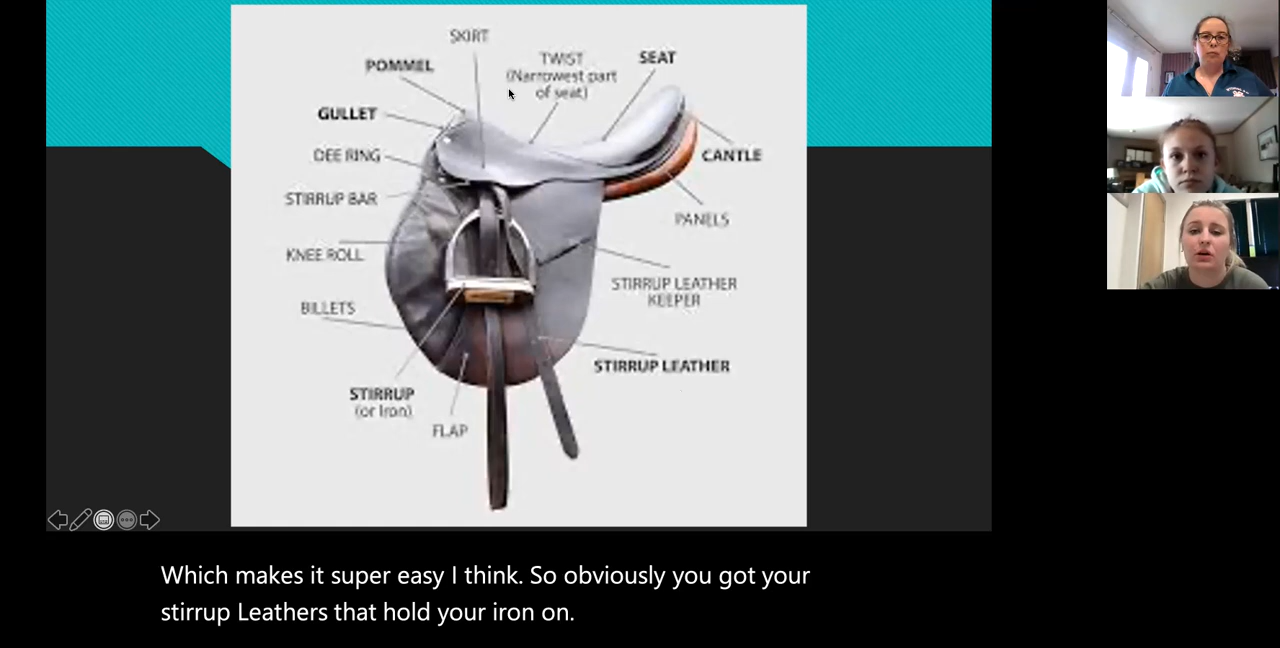 SKIRT
TWIST
(Narrowest part
of seat)
SEAT
POMMEL
GULLET
DEE RING
CANTLE
STIRRUP BAR
PANELS
KNEE ROLL
STIRRUP LEATHER
KEEPER
BILLETS
STIRRUP LEATHER
STIRRUP
(or Iron)
FLAP
Which makes it super easy I think. So obviously you got your
stirrup Leathers that hold your iron on.